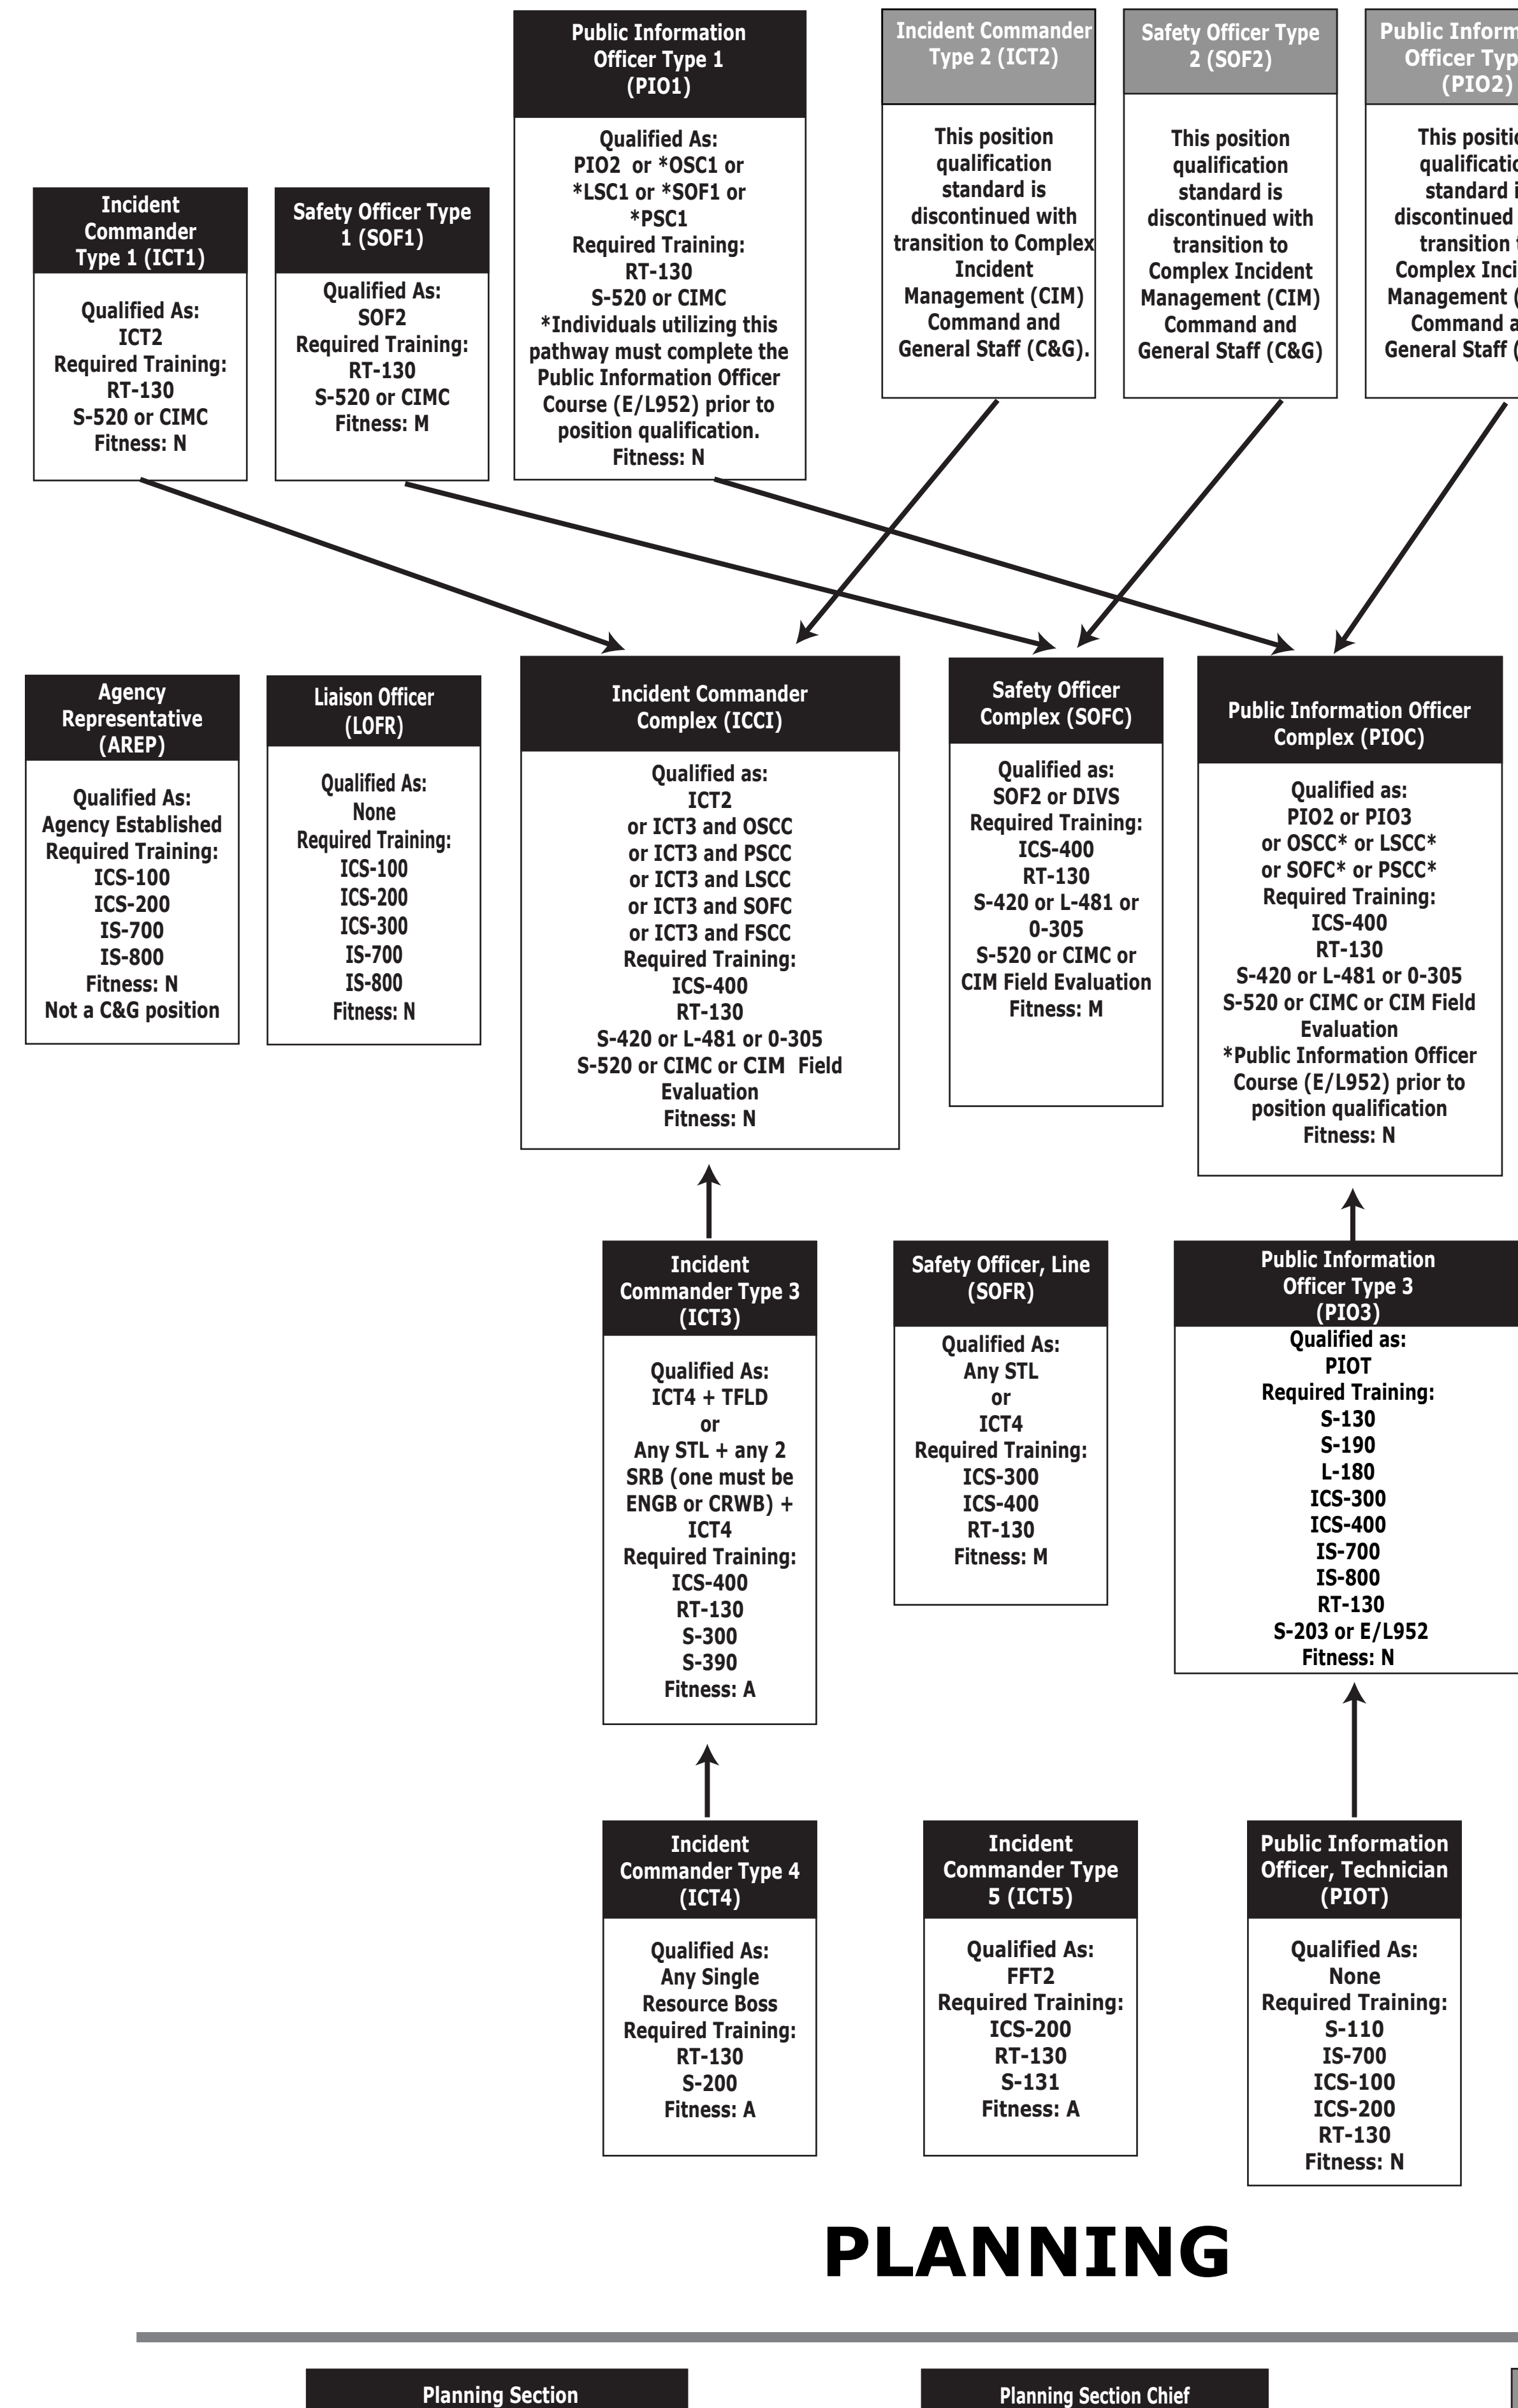 Public Information
Officer Type 1
(PIO1)
Qualified As:
PIO2 or *OSC1 or
*LSC1 or *SOF1 or
*PSC1
Required Training:
RT-130
S-520 or CIMC
*Individuals utilizing this
pathway must complete the
Public Information Officer
Course (E/L952) prior to
position qualification.
Fitness: N
Incident Commander
Type 2 (ICT2)
This position
qualification
standard is
discontinued with
transition to Complex
Incident
Management (CIM)
Command and
General Staff (C&G).
Safety Officer Type
2 (SOF2)
This position
qualification
standard is
discontinued with
transition to
Complex Incident
Management (CIM)
Command and
General Staff (C&G)
Public Inform
Officer Typ
(PIO2)
This positi
qualificati
standard i
discontinued
transition
Complex Inci
Management (
Command a
General Staff (
Incident
Commander
Type 1 (ICT1)
Qualified As:
ICT2
Required Training:
RT-130
S-520 or CIMC
Fitness: N
Safety Officer Type
1 (SOF1)
Qualified As:
SOF2
Required Training:
RT-130
S-520 or CIMC
Fitness: M
Agency
Representative
(AREP)
Qualified As:
Agency Established
Required Training:
ICS-100
ICS-200
IS-700
IS-800
Fitness: N
Not a C&G position
Liaison Officer
(LOFR)
Qualified As:
None
Required Training:
ICS-100
ICS-200
ICS-300
IS-700
IS-800
Fitness: N
Incident Commander
Complex (ICCI)
Qualified as:
ICT2
or ICT3 and OSCC
or ICT3 and PSCC
or ICT3 and LSCC
or ICT3 and SOFC
or ICT3 and FSCC
Required Training:
ICS-400
RT-130
S-420 or L-481 or 0-305
S-520 or CIMC or CIM Field
Evaluation
Fitness: N
Safety Officer
Complex (SOFC)
Qualified as:
SOF2 or DIVS
Required Training:
ICS-400
RT-130
S-420 or L-481 or
0-305
S-520 or CIMC or
CIM Field Evaluation
Fitness: M
Public Information Officer
Complex (PIOC)
Qualified as:
PIO2 or PIO3
or OSCC* or LSCC*
or SOFC* or PSCC*
Required Training:
ICS-400
RT-130
S-420 or L-481 or 0-305
S-520 or CIMC or CIM Field
Evaluation
*Public Information Officer
Course (E/L952) prior to
position qualification
Fitness: N
Incident
Commander Type 3
(ICT3)
Qualified As:
ICT4 + TFLD
or
Any STL + any 2
SRB (one must be
ENGB or CRWB) +
ICT4
Required Training:
ICS-400
RT-130
S-300
S-390
Fitness: A
Safety Officer, Line
(SOFR)
Qualified As:
Any STL
or
ICT4
Required Training:
ICS-300
ICS-400
RT-130
Fitness: M
Public Information
Officer Type 3
(PIO3)
Qualified as:
PIOT
Required Training:
S-130
S-190
L-180
ICS-300
ICS-400
IS-700
IS-800
RT-130
S-203 or E/L952
Fitness: N
Incident
Commander Type 4
(ICT4)
Qualified As:
Any Single
Resource Boss
Required Training:
RT-130
S-200
Fitness: A
Incident
Commander Type
5 (ICT5)
Qualified As:
FFT2
Required Training:
ICS-200
RT-130
S-131
Fitness: A
Public Information
Officer, Technician
(PIOT)
Qualified As:
None
Required Training:
S-110
IS-700
ICS-100
ICS-200
RT-130
Fitness: N
PLANNING
Planning Section
Planning Section Chief